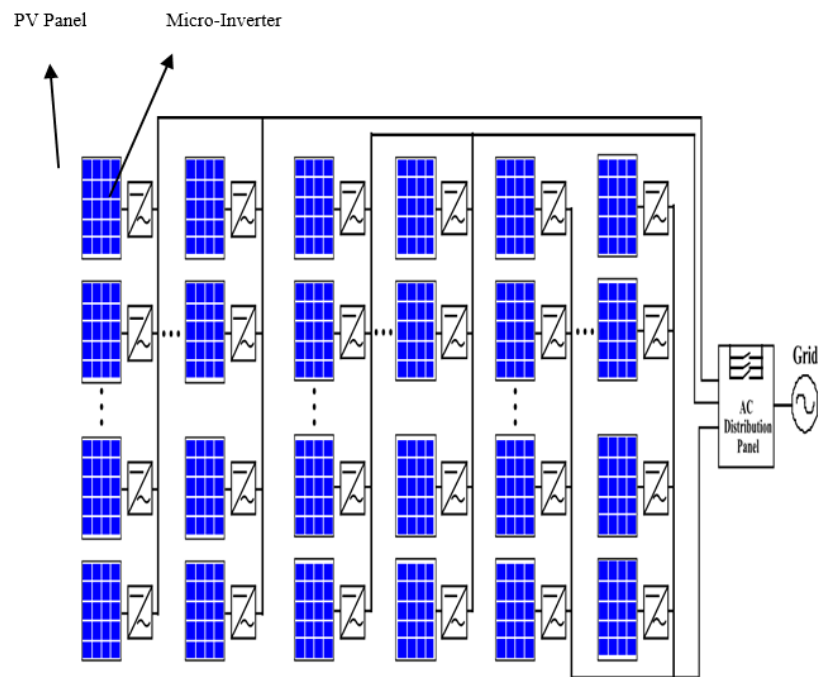 PV Panel
Micro-Inverter
Grid
AC
Distribution
Panel